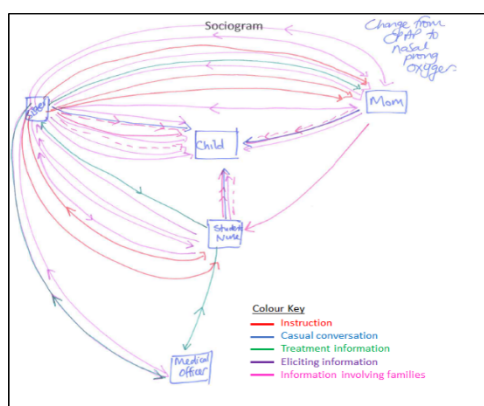 Sociogram
Change from
CPAP to
nasal
prong
oxygen
Mom
Child
Student
Nurse
Medical
Officer
Colour Key
Instruction
Casual conversation
Treatment information
Eliciting information
Information involving families